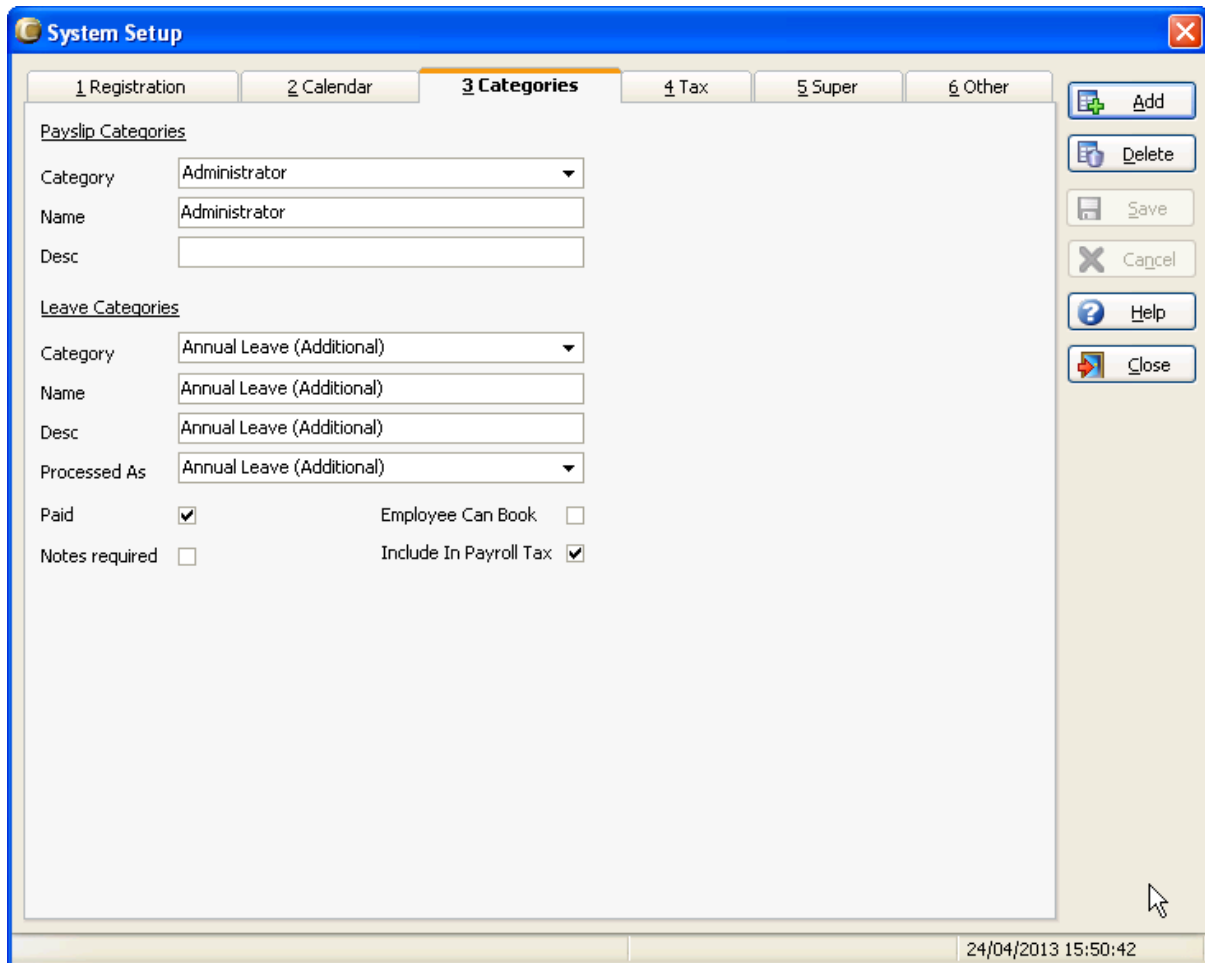 System Setup
1 Registration 2 Calendar 3 Categories 4 Tax 5 Super 6 Other
Add
Delete
Save
Cancel
Help
Close
Payslip Categories
Category Administrator
Name Administrator
Desc
Leave Categories
Category Annual Leave (Additional)
Name Annual Leave (Additional)
Desc Annual Leave (Additional)
Processed As Annual Leave (Additional)
Paid Employee Can Book
Notes required Include In Payroll Tax
24/04/2013 15:50:42